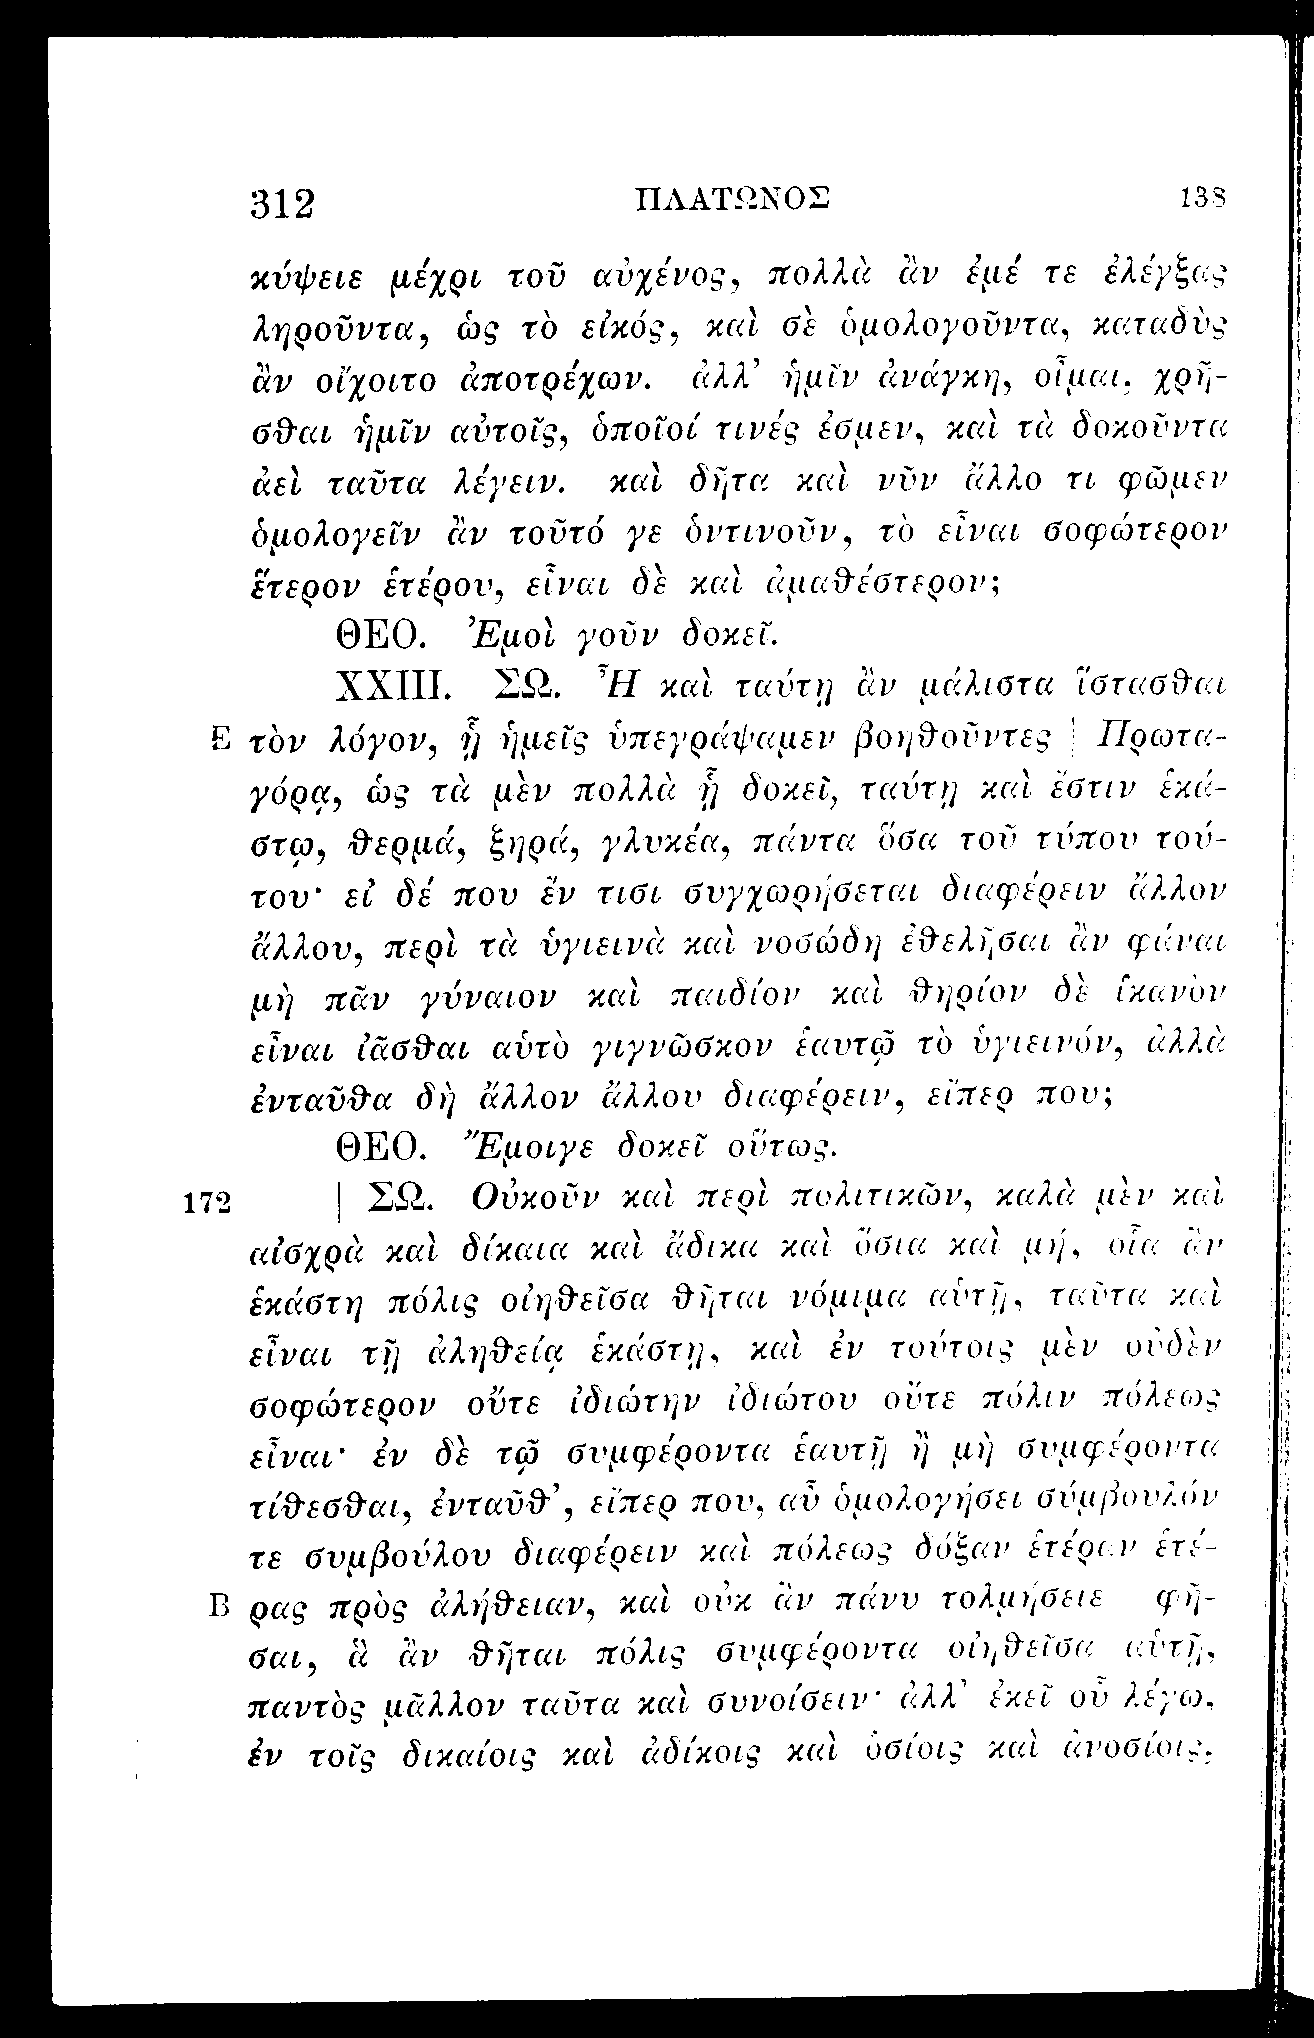 312 ΠΛΑΤΩΝΟΣ 138
κύψειε μέχρι τοῦ αὐχένος, πολλὰ ἂν ἐμέ τε ἐλέγξας
ληροῦντα, ὡς τὸ εἰκός, καὶ σὲ ὁμολογοῦντα, καταδὺς
ἂν οἴχοιτο ἀποτρέχων. ἀλλ’ ἡμῖν ἀνάγκη, οἶμαι, χρῆ-
σθαι ἡμῖν αὐτοῖς, ὁποῖοί τινές ἐσμεν, καὶ τὰ δοκοῦντα
ἀεὶ ταῦτα λέγειν. καὶ δῆτα καὶ νῦν ἄλλο τι φῶμεν
ὁμολογεῖν ἂν τοῦτό γε ὁντινοῦν, τὸ εἶναι σοφώτερον
ἕτερον ἑτέρου, εἶναι δὲ καὶ ἀμαθέστερον;
ΘΕΟ. Ἐμοὶ γοῦν δοκεῖ.
XXIII. ΣΩ. Ἦ καὶ ταύτῃ ἂν μάλιστα ἵστασθαι
E τὸν λόγον, ᾗ ἡμεῖς ὑπεγράψαμεν βοηθοῦντες | Πρωτα-
γόρᾳ, ὡς τὰ μὲν πολλὰ ᾗ δοκεῖ, ταύτῃ καὶ ἔστιν ἑκά-
στῳ, θερμά, ξηρά, γλυκέα, πάντα ὅσα τοῦ τύπου τού-
του· εἰ δέ που ἔν τισι συγχωρήσεται διαφέρειν ἄλλον
ἄλλου, περὶ τὰ ὑγιεινὰ καὶ νοσώδη ἐθελῆσαι ἂν φάναι
μὴ πᾶν γύναιον καὶ παιδίον καὶ θηρίον δὲ ἱκανὸν
εἶναι ἰᾶσθαι αὑτὸ γιγνῶσκον ἑαυτῷ τὸ ὑγιεινόν, ἀλλὰ
ἐνταῦθα δὴ ἄλλον ἄλλου διαφέρειν, εἴπερ που;
ΘΕΟ. Ἔμοιγε δοκεῖ οὕτως.
172 | ΣΩ. Οὐκοῦν καὶ περὶ πολιτικῶν, καλὰ μὲν καὶ
αἰσχρὰ καὶ δίκαια καὶ ἄδικα καὶ ὅσια καὶ μή, οἷα ἂν
ἑκάστη πόλις οἰηθεῖσα θῆται νόμιμα αὑτῇ, ταῦτα καὶ
εἶναι τῇ ἀληθείᾳ ἑκάστῃ, καὶ ἐν τούτοις μὲν οὐδὲν
σοφώτερον οὔτε ἰδιώτην ἰδιώτου οὔτε πόλιν πόλεως
εἶναι· ἐν δὲ τῷ συμφέροντα ἑαυτῇ ἢ μὴ συμφέροντα
τίθεσθαι, ἐνταῦθ’, εἴπερ που, αὖ ὁμολογήσει σύμβουλόν
τε συμβούλου διαφέρειν καὶ πόλεως δόξαν ἑτέραν ἑτέ-
B ρας πρὸς ἀλήθειαν, καὶ οὐκ ἂν πάνυ τολμήσειε φῆ-
σαι, ἃ ἂν θῆται πόλις συμφέροντα οἰηθεῖσα αὑτῇ,
παντὸς μᾶλλον ταῦτα καὶ συνοίσειν· ἀλλ’ ἐκεῖ οὗ λέγω,
ἐν τοῖς δικαίοις καὶ ἀδίκοις καὶ ὁσίοις καὶ ἀνοσίοις,